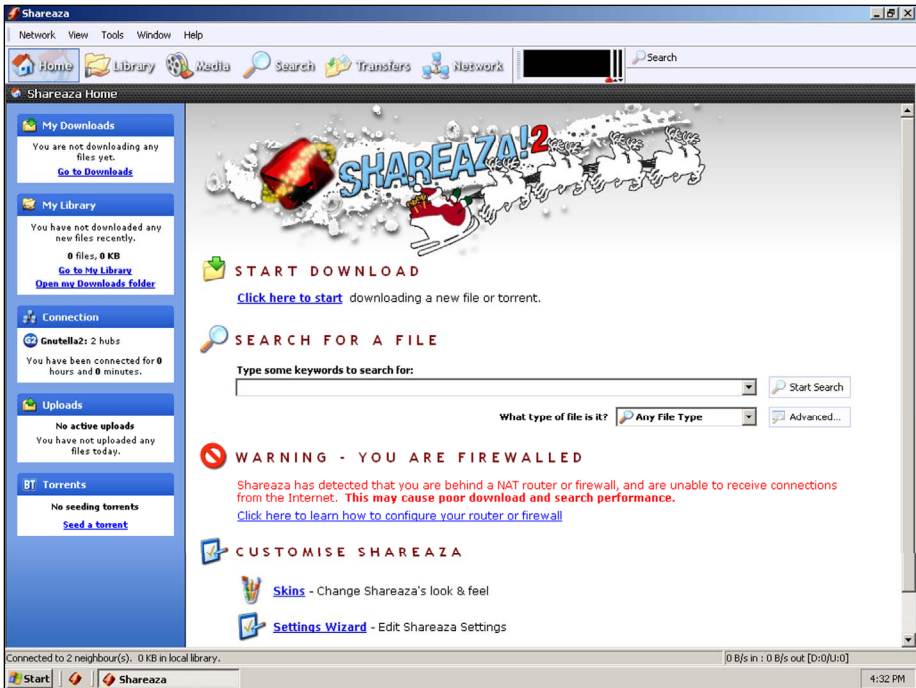 Shareaza
Network View Tools Window Help
Home Library Media Search Transfers Network
Search
Shareaza Home
My Downloads
You are not downloading any
files yet.
Go to Downloads
My Library
You have not downloaded any
new files recently.
0 files, 0 KB
Go to My Library
Open my Downloads folder
Connection
G2 Gnutella2: 2 hubs
You have been connected for 0
hours and 0 minutes.
Uploads
No active uploads
You have not uploaded any
files today.
BT Torrents
No seeding torrents
Seed a torrent
SHAREAZA!2
START DOWNLOAD
Click here to start downloading a new file or torrent.
SEARCH FOR A FILE
Type some keywords to search for:
Start Search
What type of file is it? Any File Type Advanced...
WARNING - YOU ARE FIREWALLED
Shareaza has detected that you are behind a NAT router or firewall, and are unable to receive connections
from the Internet. This may cause poor download and search performance.
Click here to learn how to configure your router or firewall
CUSTOMISE SHAREAZA
Skins - Change Shareaza's look & feel
Settings Wizard - Edit Shareaza Settings
Connected to 2 neighbour(s). 0 KB in local library.
0 B/s in : 0 B/s out [D:0/U:0]
Start Shareaza 4:32 PM